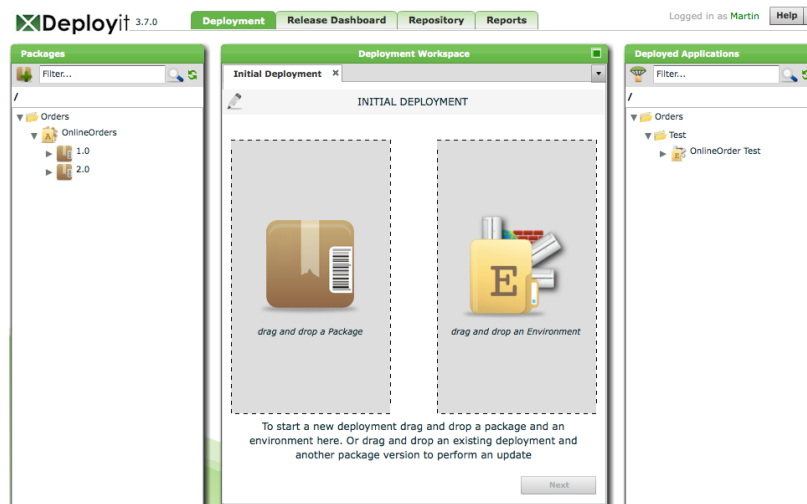 Deployit 3.7.0
Deployment
Release Dashboard
Repository
Reports
Logged in as Martin
Help
Packages
Filter...
/
Orders
OnlineOrders
1.0
2.0
Deployment Workspace
Initial Deployment
INITIAL DEPLOYMENT
drag and drop a Package
E
drag and drop an Environment
To start a new deployment drag and drop a package and an
environment here. Or drag and drop an existing deployment and
another package version to perform an update
Next
Deployed Applications
Filter...
/
Orders
Test
OnlineOrder Test